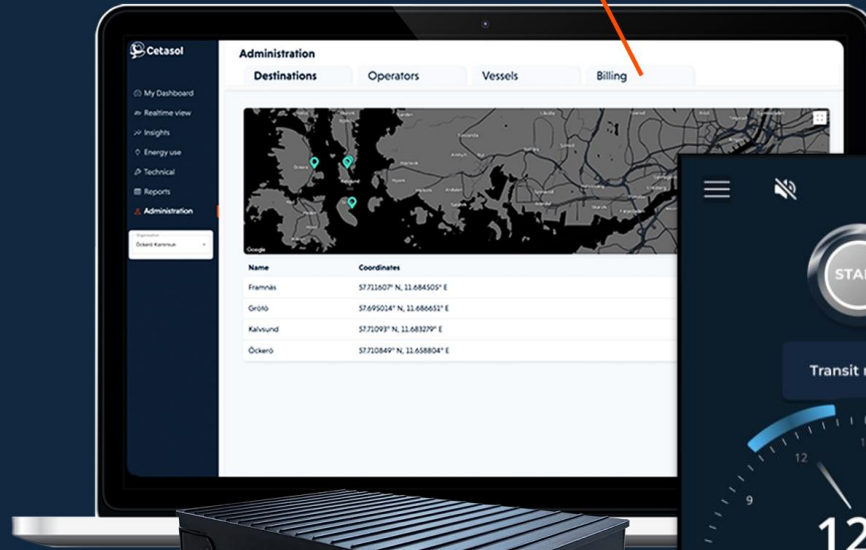 Cetasol
My Dashboard
Realtime view
Insights
Energy use
Technical
Reports
Administration
Organisation
Öckerö Kommun
Administration
Destinations Operators Vessels Billing
Google
Name Coordinates
Framnäs 57.711607° N, 11.684505° E
Grötö 57.695014° N, 11.686651° E
Kalvsund 57.71093° N, 11.683279° E
Öckerö 57.710849° N, 11.658804° E
STA
Transit
12
9
12